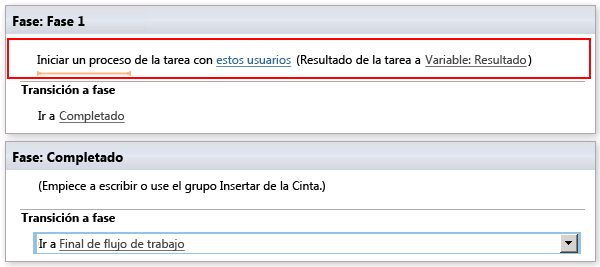 Fase: Fase 1
Iniciar un proceso de la tarea con estos usuarios (Resultado de la tarea a Variable: Resultado)
Transición a fase
Ir a Completado
Fase: Completado
(Empiece a escribir o use el grupo Insertar de la Cinta.)
Transición a fase
Ir a Final de flujo de trabajo